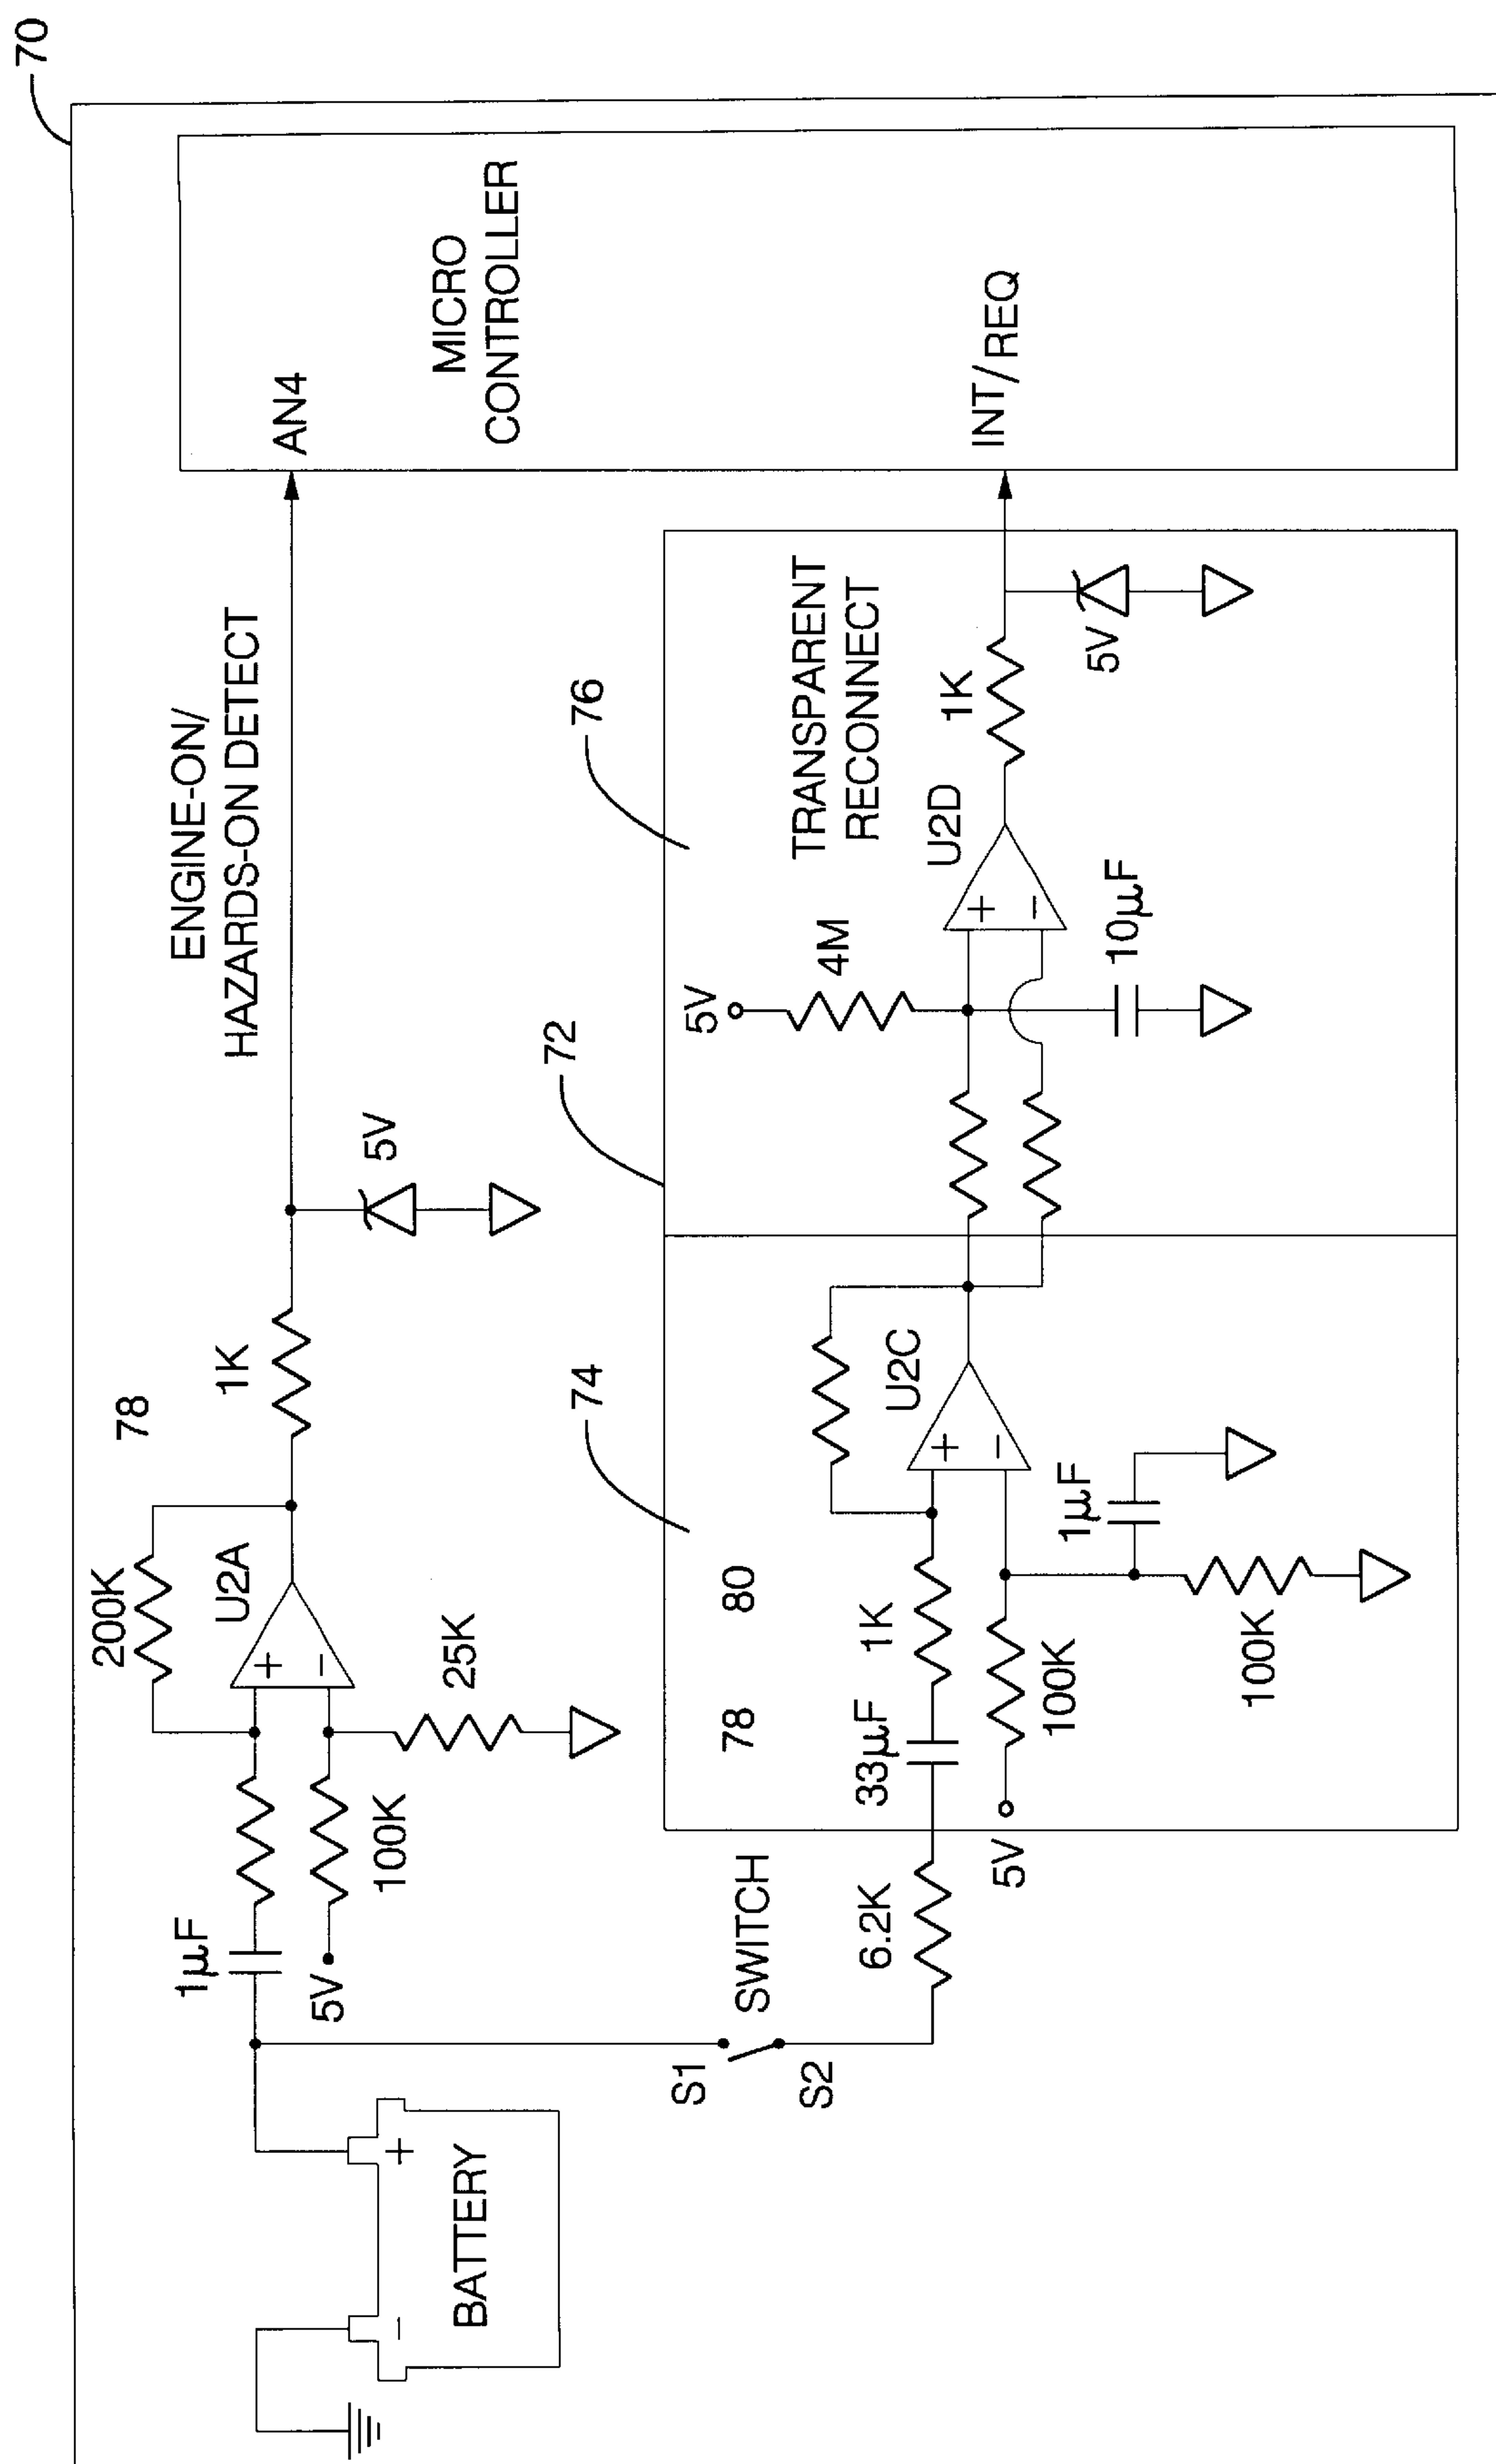 70
ENGINE-ON/
HAZARDS-ON DETECT
AN4
MICRO
CONTROLLER
INT/REQ
78
200K
U2A
+
−
1K
5V
1µF
5V
100K
25K
BATTERY
−
+
SWITCH
S1
S2
6.2K
72
74
76
78
80
33µF
1K
U2C
+
−
5V
100K
1µF
100K
TRANSPARENT
RECONNECT
5V
4M
U2D
+
−
10µF
1K
5V